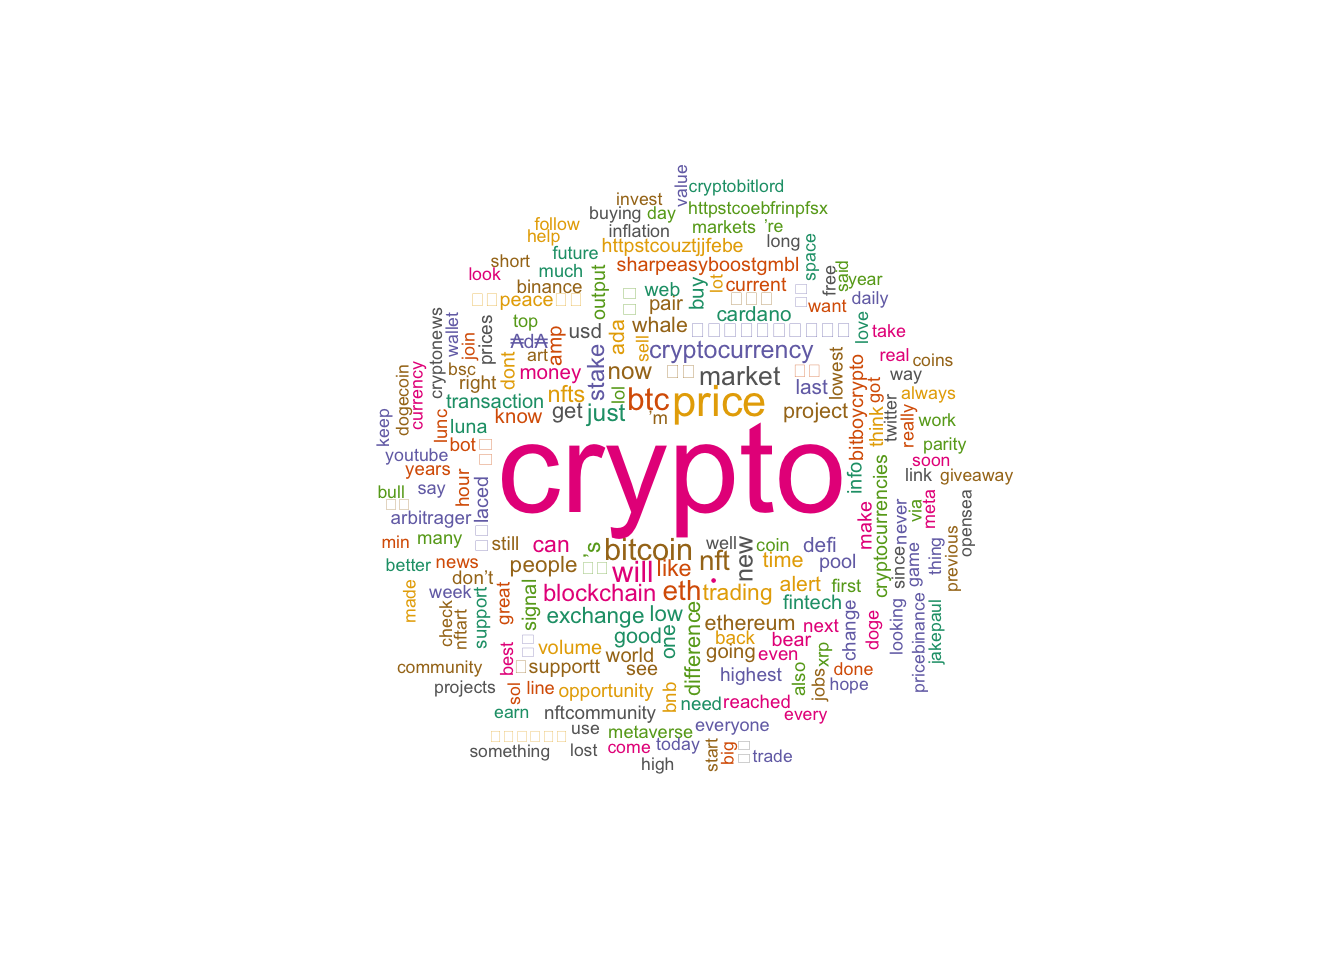 value
cryptobitlord
invest
httpstcoebfrinpfsx
buying
day
follow
inflation
markets
're
help
long
httpstcouztjjfebe
future
space
short
sharpeasyboostgmbl
look
much
output
free
said
year
binance
web
buy
lot
current
peace
pair
want
daily
cardano
top
usd
ada
whale
love
take
cryptonews
wallet
join
prices
₳d₳
amp
sell
cryptocurrency
art
stake
real
coins
bsc
dont
money
now
market
lowest
way
right
nfts
lol
last
dogecoin
currency
transaction
btc
price
bitboycrypto
think
got
always
lunc
know
get
just
'm
project
twitter
keep
luna
really
work
bot
parity
youtube
crypto
soon
years
info
link
giveaway
hour
laced
bull
say
cryptocurrencies
via
meta
opensea
arbitrager
make
never
min
many
still
can
’s
bitcoin
well
new
coin
defi
since
game
thing
previous
better
news
people
will
like
nft
.
time
pool
don’t
week
signal
blockchain
eth
trading
alert
first
made
great
exchange
low
fintech
check
nftart
support
good
one
difference
ethereum
next
change
doge
looking
pricebinance
jakepaul
volume
world
back
bear
best
supportt
see
going
even
xrp
community
highest
also
jobs
done
projects
sol
line
opportunity
bnb
need
reached
hope
earn
nftcommunity
every
use
metaverse
everyone
something
lost
come
today
start
big
trade
high